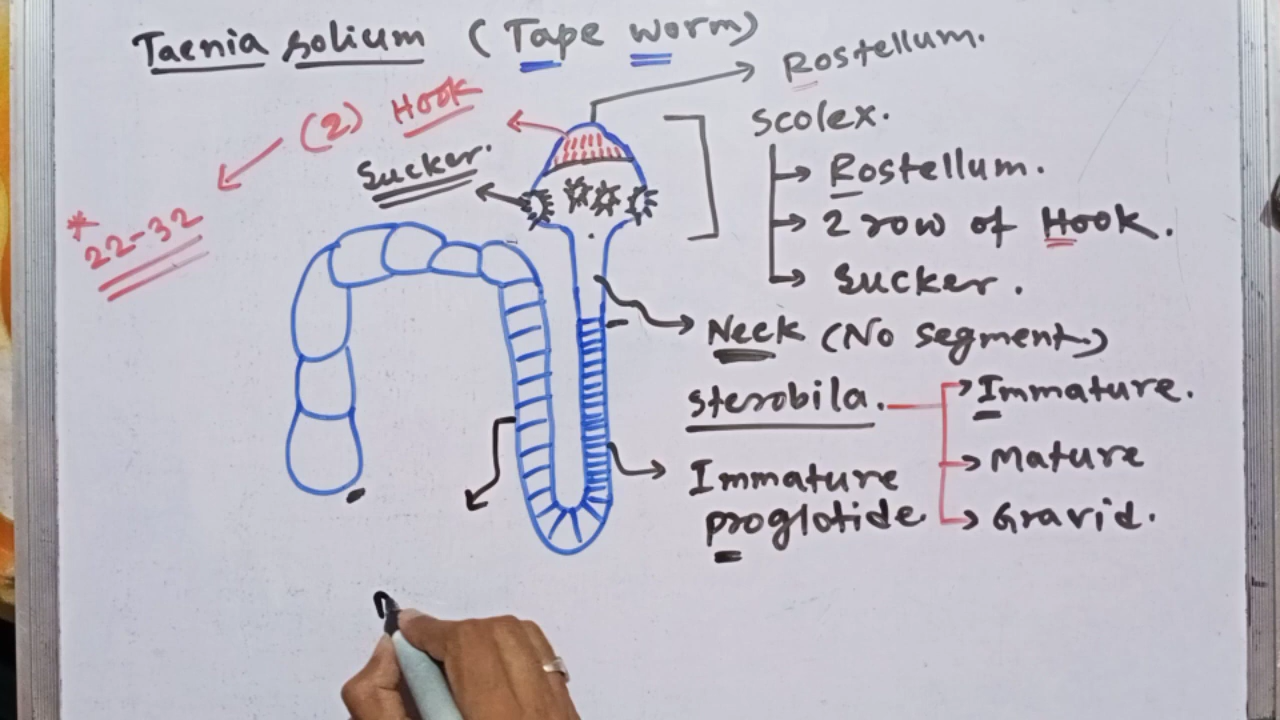 Taenia solium (Tape worm)
Rostellum.
(2) Hook
Sucker.
*22-32
Scolex.
Rostellum.
2 row of Hook.
Sucker.
Neck (No segment.)
Sterobila.
Immature.
Mature
Gravid.
Immature
proglotide.